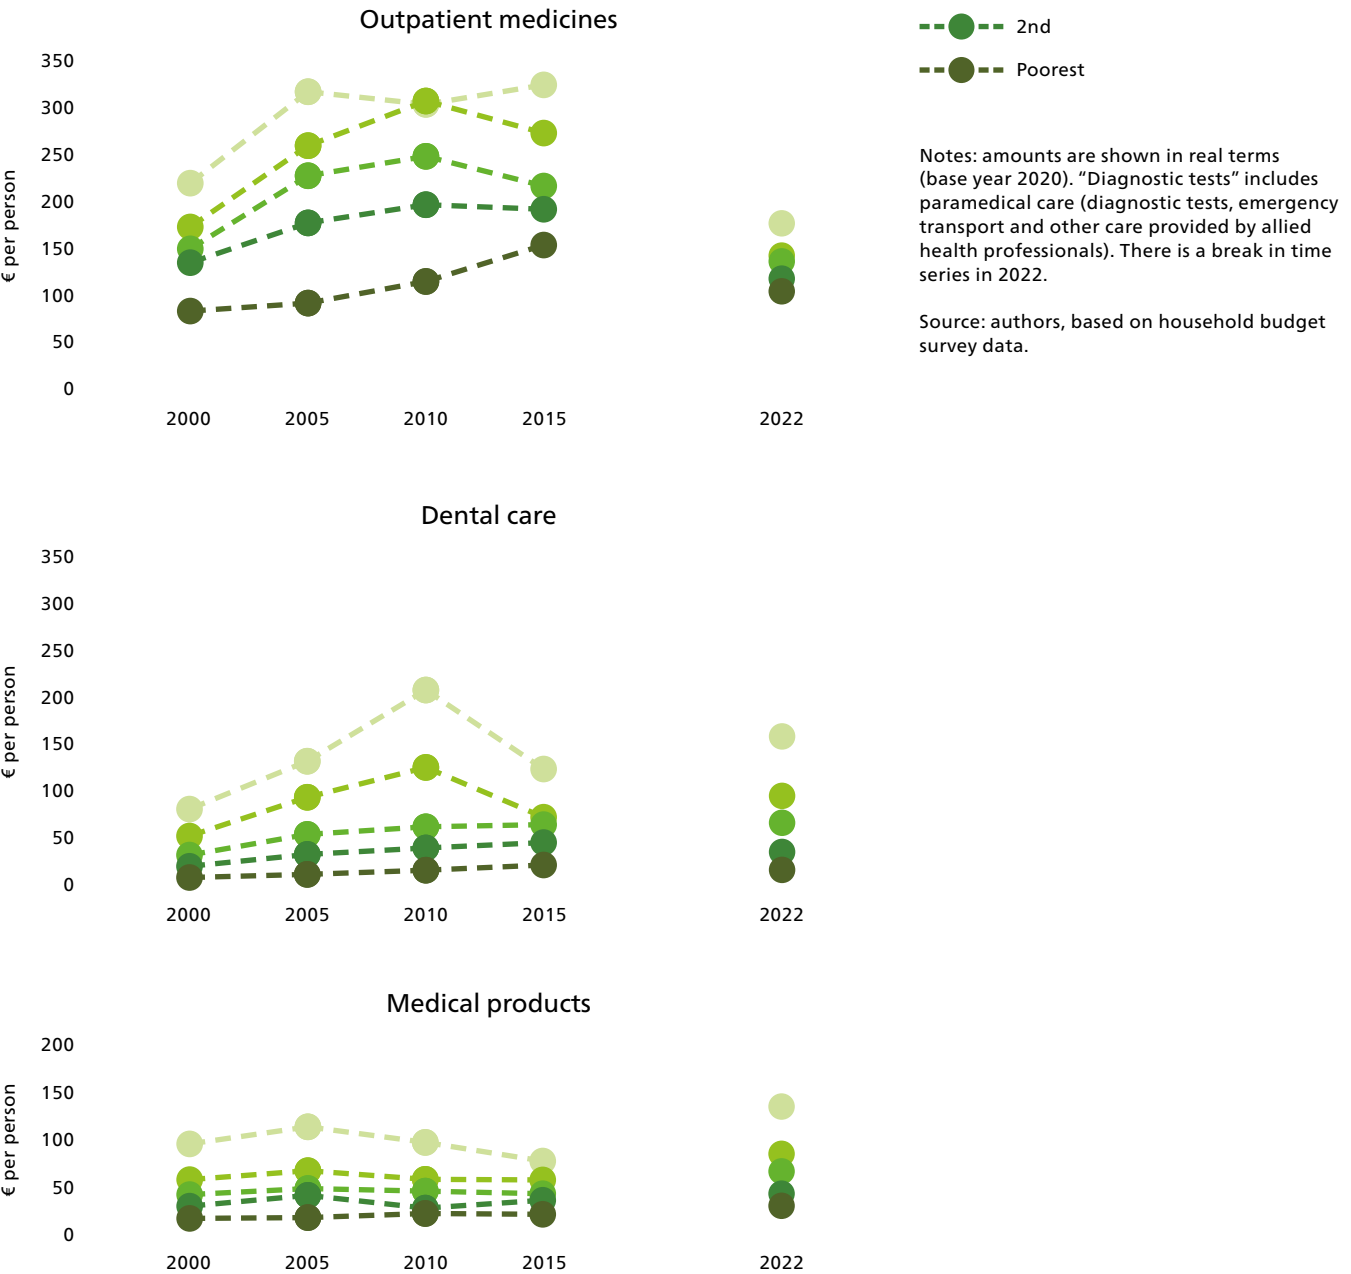 Outpatient medicines
€ per person
350
300
250
200
150
100
50
0
2000 2005 2010 2015 2022
2nd
Poorest
Notes: amounts are shown in real terms
(base year 2020). “Diagnostic tests” includes
paramedical care (diagnostic tests, emergency
transport and other care provided by allied
health professionals). There is a break in time
series in 2022.
Source: authors, based on household budget
survey data.
Dental care
€ per person
350
300
250
200
150
100
50
0
2000 2005 2010 2015 2022
Medical products
€ per person
200
150
100
50
0
2000 2005 2010 2015 2022